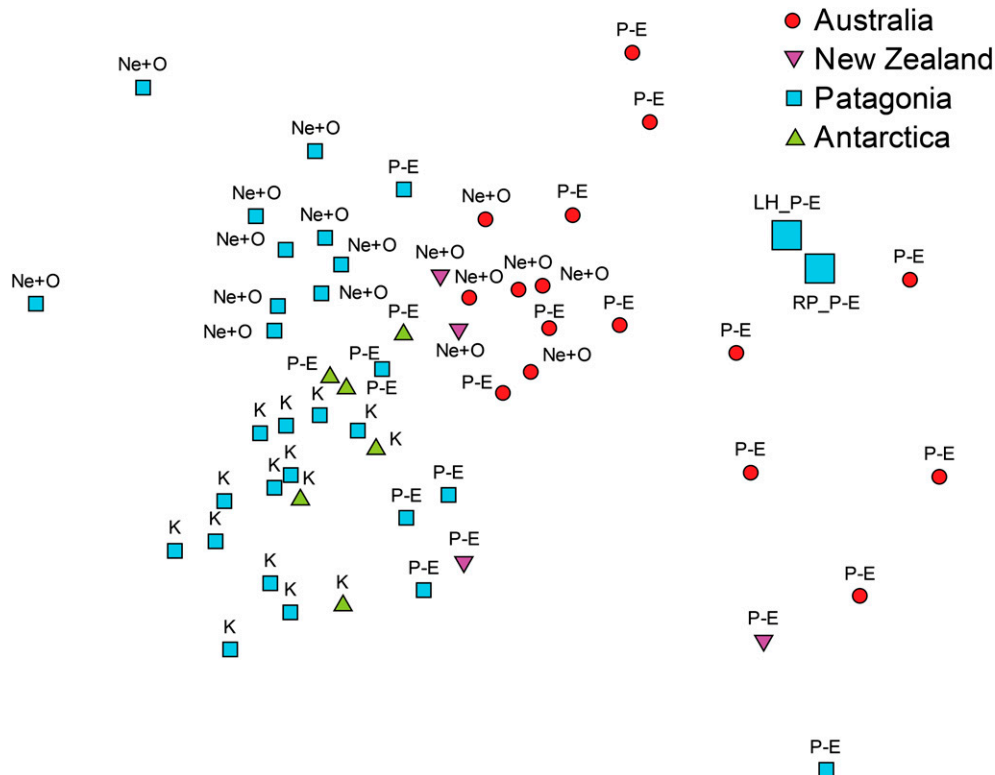 P-E
Australia
Ne+O
New Zealand
P-E
Patagonia
Ne+O
Antarctica
P-E
Ne+O
Ne+O
P-E
LH_P-E
Ne+O
Ne+O
Ne+O
Ne+O
P-E
Ne+O
Ne+O
Ne+O
Ne+O
Ne+O
Ne+O
RP_P-E
Ne+O
P-E
P-E
P-E
P-E
Ne+O
Ne+O
Ne+O
P-E
P-E
P-E
P-E
K
K
K
K
K
K
P-E
P-E
P-E
K
K
K
P-E
K
K
P-E
K
K
K
P-E
P-E
K
P-E
K
P-E